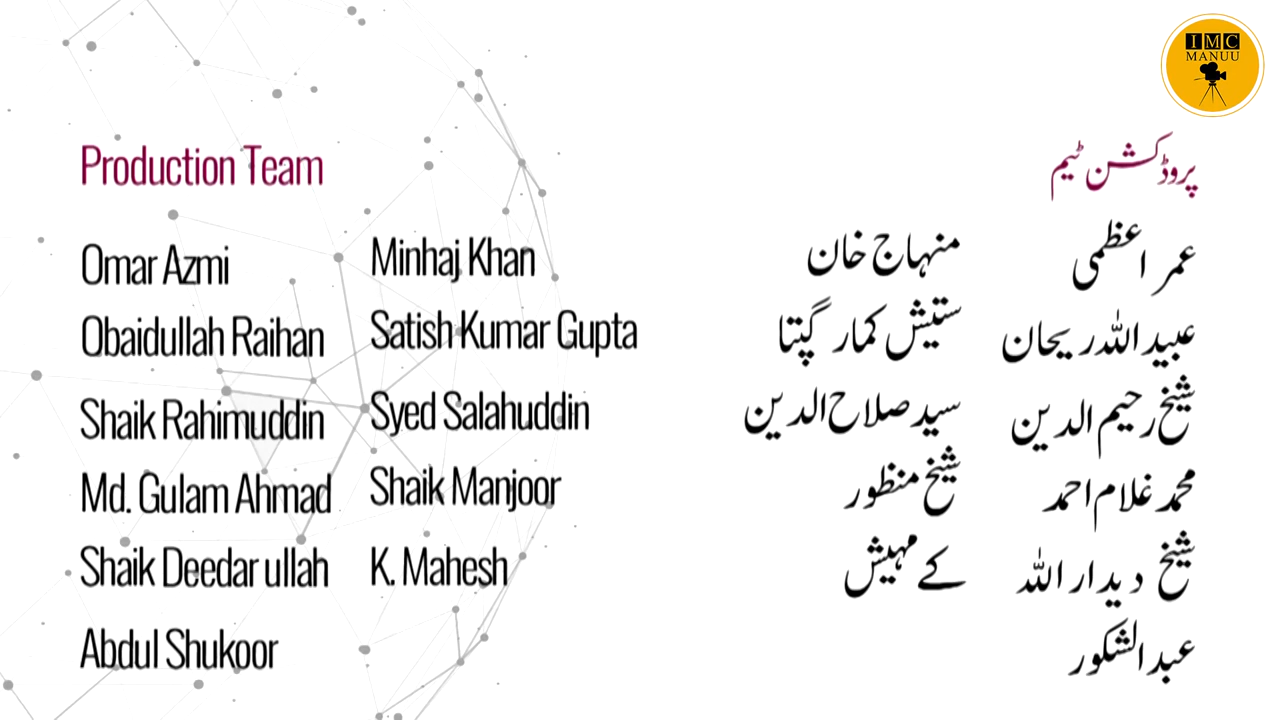 IMC
MANUU
Production Team
Omar Azmi
Obaidullah Raihan
Shaik Rahimuddin
Md. Gulam Ahmad
Shaik Deedar ullah
Abdul Shukoor
Minhaj Khan
Satish Kumar Gupta
Syed Salahuddin
Shaik Manjoor
K. Mahesh
پروڈکشن ٹیم
عمر اعظمی
عبید اللہ ریحان
شیخ رحیم الدین
محمد غلام احمد
شیخ دیدار اللہ
عبدالشکور
منہاج خان
ستیش کمار گپتا
سید صلاح الدین
شیخ منظور
کے مہیش